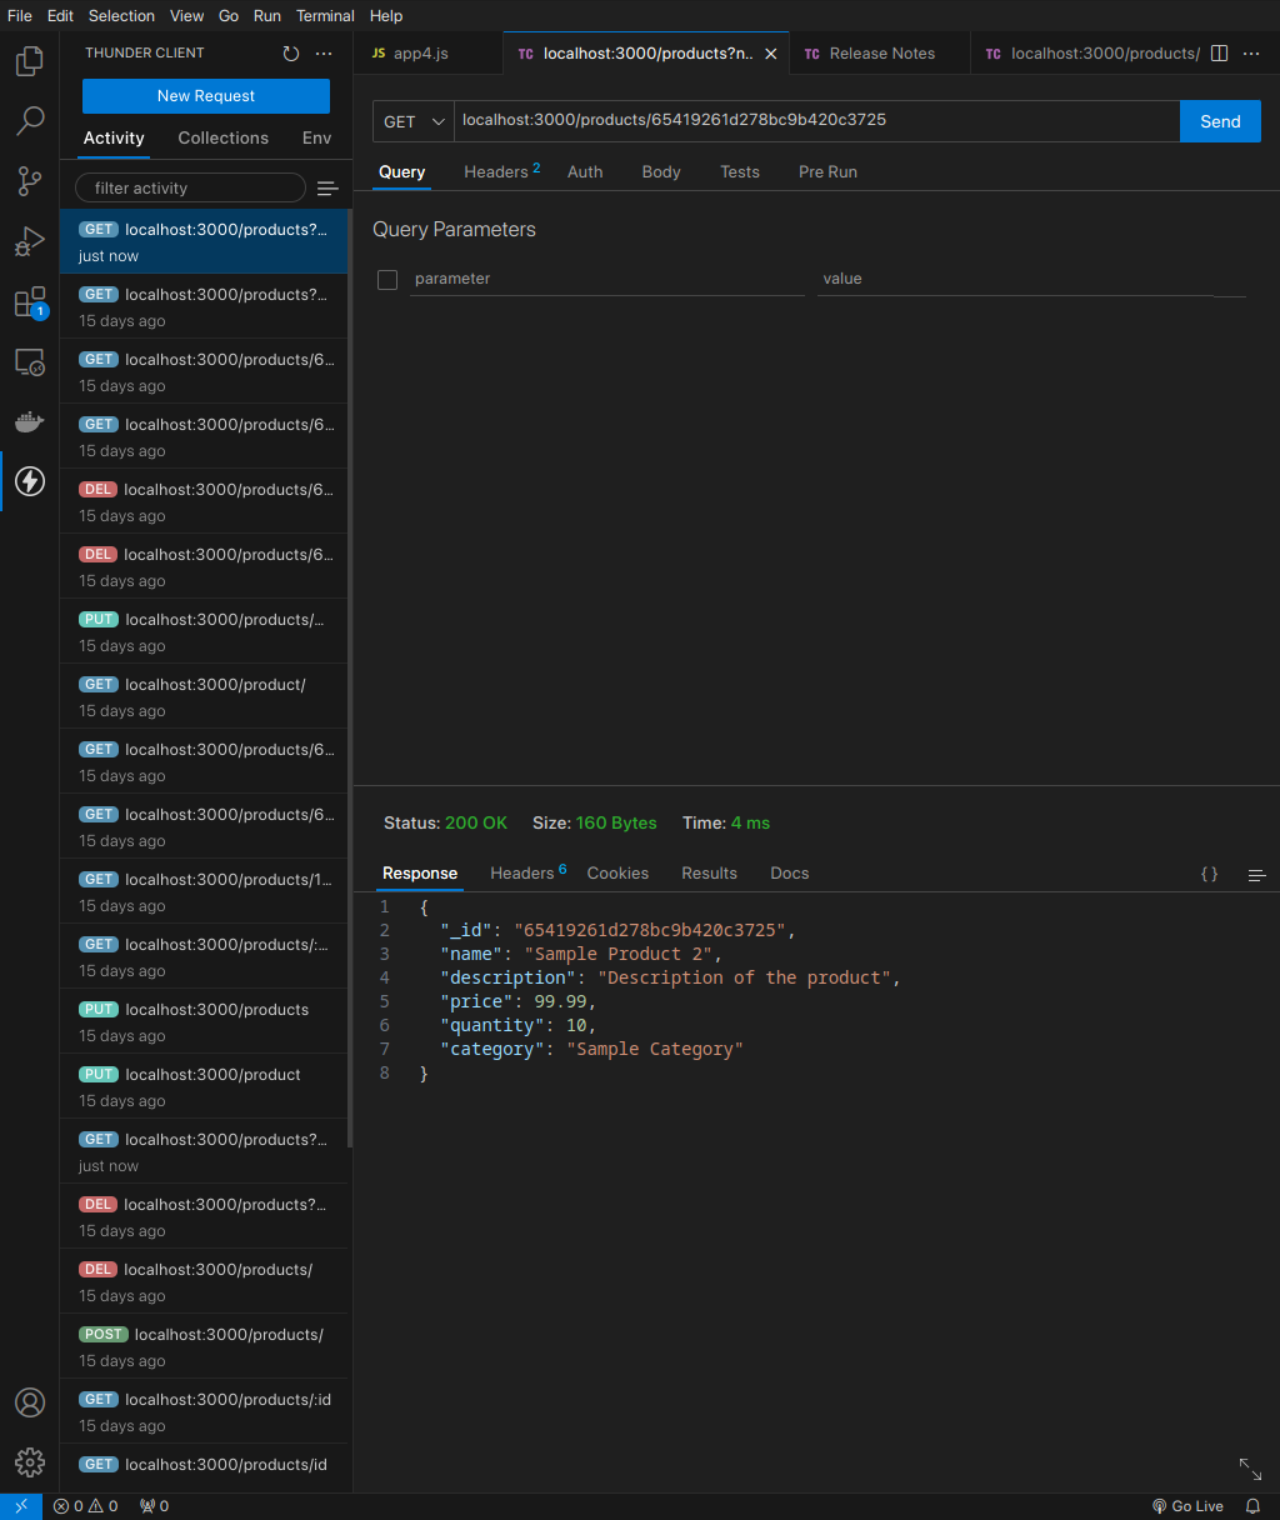 File Edit Selection View Go Run Terminal Help
THUNDER CLIENT
New Request
Activity Collections Env
filter activity
GET localhost:3000/products?...
just now
GET localhost:3000/products?...
15 days ago
GET localhost:3000/products/6...
15 days ago
GET localhost:3000/products/6...
15 days ago
DEL localhost:3000/products/6...
15 days ago
DEL localhost:3000/products/6...
15 days ago
PUT localhost:3000/products/...
15 days ago
GET localhost:3000/product/
15 days ago
GET localhost:3000/products/6...
15 days ago
GET localhost:3000/products/6...
15 days ago
GET localhost:3000/products/1...
15 days ago
GET localhost:3000/products/:...
15 days ago
PUT localhost:3000/products
15 days ago
PUT localhost:3000/product
15 days ago
GET localhost:3000/products?...
just now
DEL localhost:3000/products?...
15 days ago
DEL localhost:3000/products/
15 days ago
POST localhost:3000/products/
15 days ago
GET localhost:3000/products/:id
15 days ago
GET localhost:3000/products/id
1
JS app4.js
TC localhost:3000/products?n..
TC Release Notes
TC localhost:3000/products/
GET localhost:3000/products/65419261d278bc9b420c3725 Send
Query Headers 2 Auth Body Tests Pre Run
Query Parameters
parameter value
Status: 200 OK Size: 160 Bytes Time: 4 ms
Response Headers 6 Cookies Results Docs {}
1 {
2 "_id": "65419261d278bc9b420c3725",
3 "name": "Sample Product 2",
4 "description": "Description of the product",
5 "price": 99.99,
6 "quantity": 10,
7 "category": "Sample Category"
8 }
0 0 0 Go Live